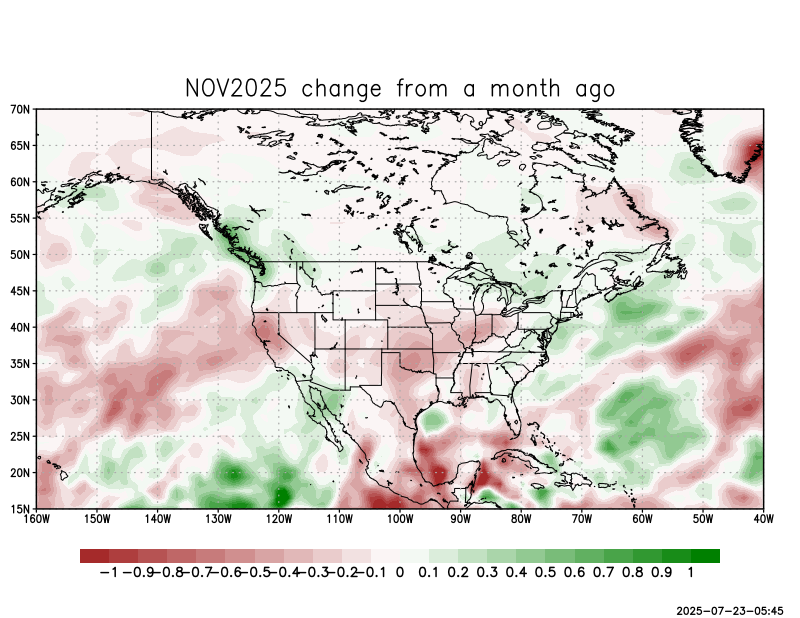 NOV2025 change from a month ago
70N
65N
60N
55N
50N
45N
40N
35N
30N
25N
20N
15N
160W 150W 140W 130W 120W 110W 100W 90W 80W 70W 60W 50W 40W
-1 -0.9 -0.8 -0.7 -0.6 -0.5 -0.4 -0.3 -0.2 -0.1 0 0.1 0.2 0.3 0.4 0.5 0.6 0.7 0.8 0.9 1
2025-07-23-05:45